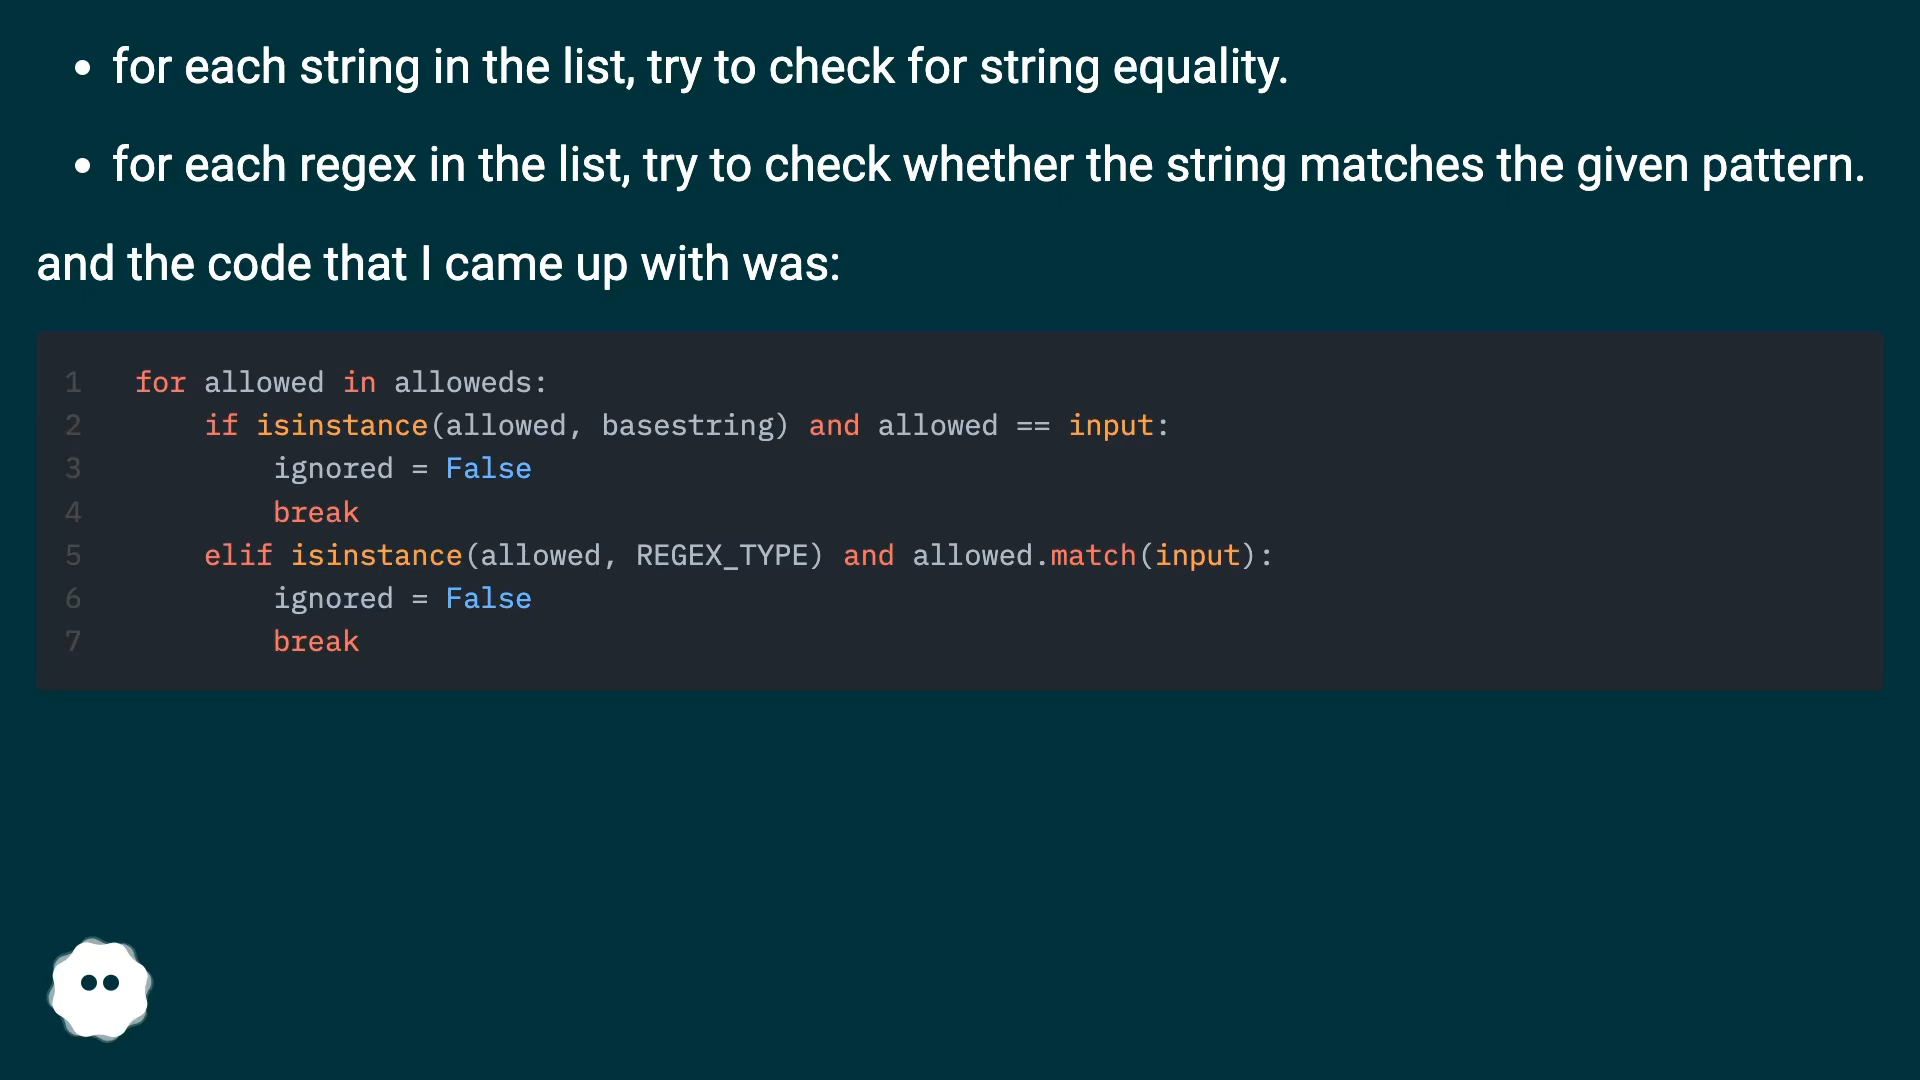 • for each string in the list, try to check for string equality.
• for each regex in the list, try to check whether the string matches the given pattern.
and the code that I came up with was:
1 for allowed in alloweds:
2     if isinstance(allowed, basestring) and allowed == input:
3         ignored = False
4         break
5     elif isinstance(allowed, REGEX_TYPE) and allowed.match(input):
6         ignored = False
7         break